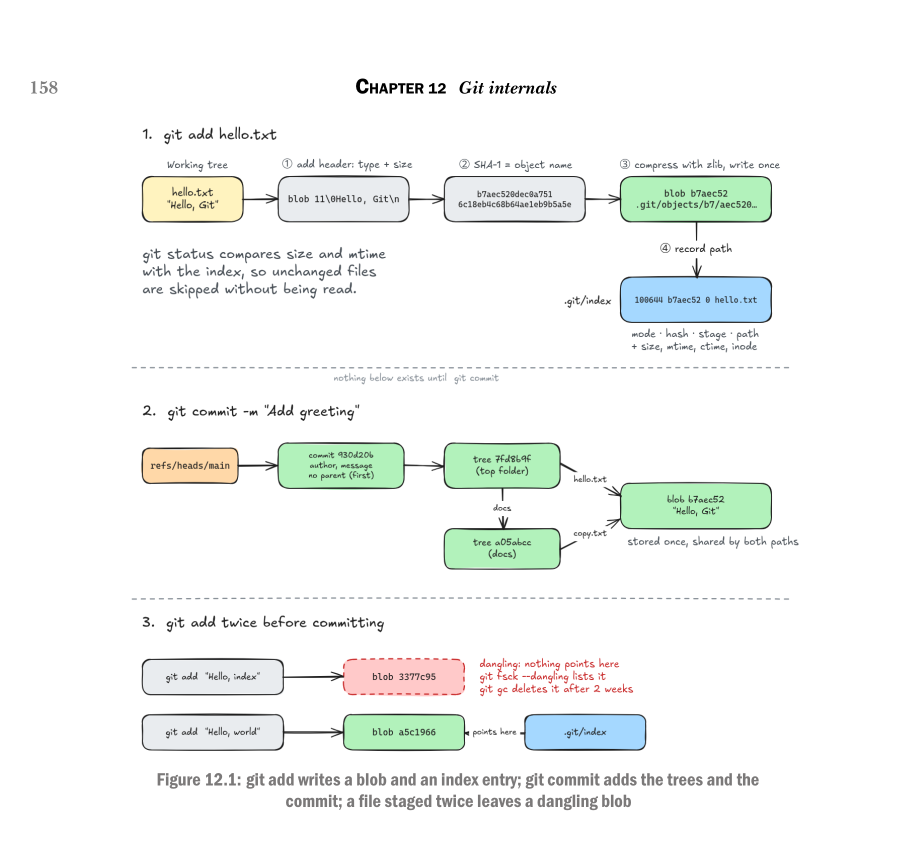 158
CHAPTER 12 Git internals
1. git add hello.txt
Working tree
① add header: type + size
② SHA-1 = object name
③ compress with zlib, write once
hello.txt
"Hello, Git"
blob 11\0Hello, Git\n
b7aec520dec0a751
6c18eb4c68b64ae1eb9b5a5e
blob b7aec52
.git/objects/b7/aec520…
④ record path
git status compares size and mtime
with the index, so unchanged files
are skipped without being read.
.git/index
100644 b7aec52 0 hello.txt
mode · hash · stage · path
+ size, mtime, ctime, inode
nothing below exists until git commit
2. git commit -m "Add greeting"
refs/heads/main
commit 930d20b
author, message
no parent (first)
tree 7fd8b9f
(top folder)
hello.txt
docs
blob b7aec52
"Hello, Git"
copy.txt
tree a05abcc
(docs)
stored once, shared by both paths
3. git add twice before committing
git add "Hello, index"
blob 3377c95
dangling: nothing points here
git fsck --dangling lists it
git gc deletes it after 2 weeks
git add "Hello, world"
blob a5c1966
points here
.git/index
Figure 12.1: git add writes a blob and an index entry; git commit adds the trees and the
commit; a file staged twice leaves a dangling blob